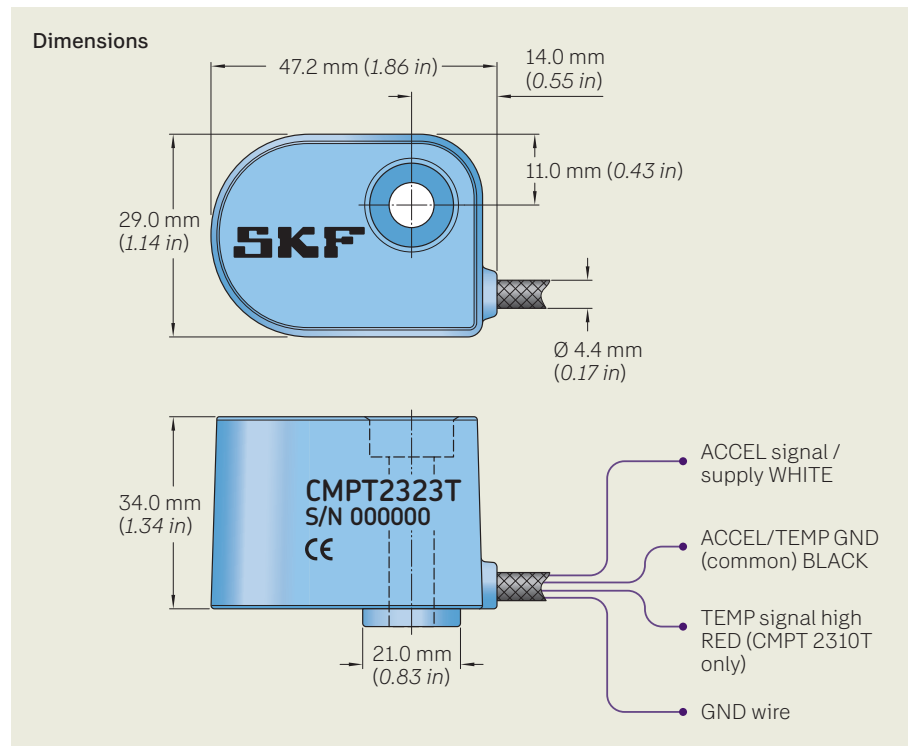 Dimensions
47.2 mm (1.86 in)
14.0 mm
(0.55 in)
11.0 mm (0.43 in)
29.0 mm
(1.14 in)
SKF
Ø 4.4 mm
(0.17 in)
ACCEL signal /
supply WHITE
34.0 mm
(1.34 in)
CMPT2323T
S/N 000000
CE
ACCEL/TEMP GND
(common) BLACK
TEMP signal high
RED (CMPT 2310T
only)
21.0 mm
(0.83 in)
GND wire